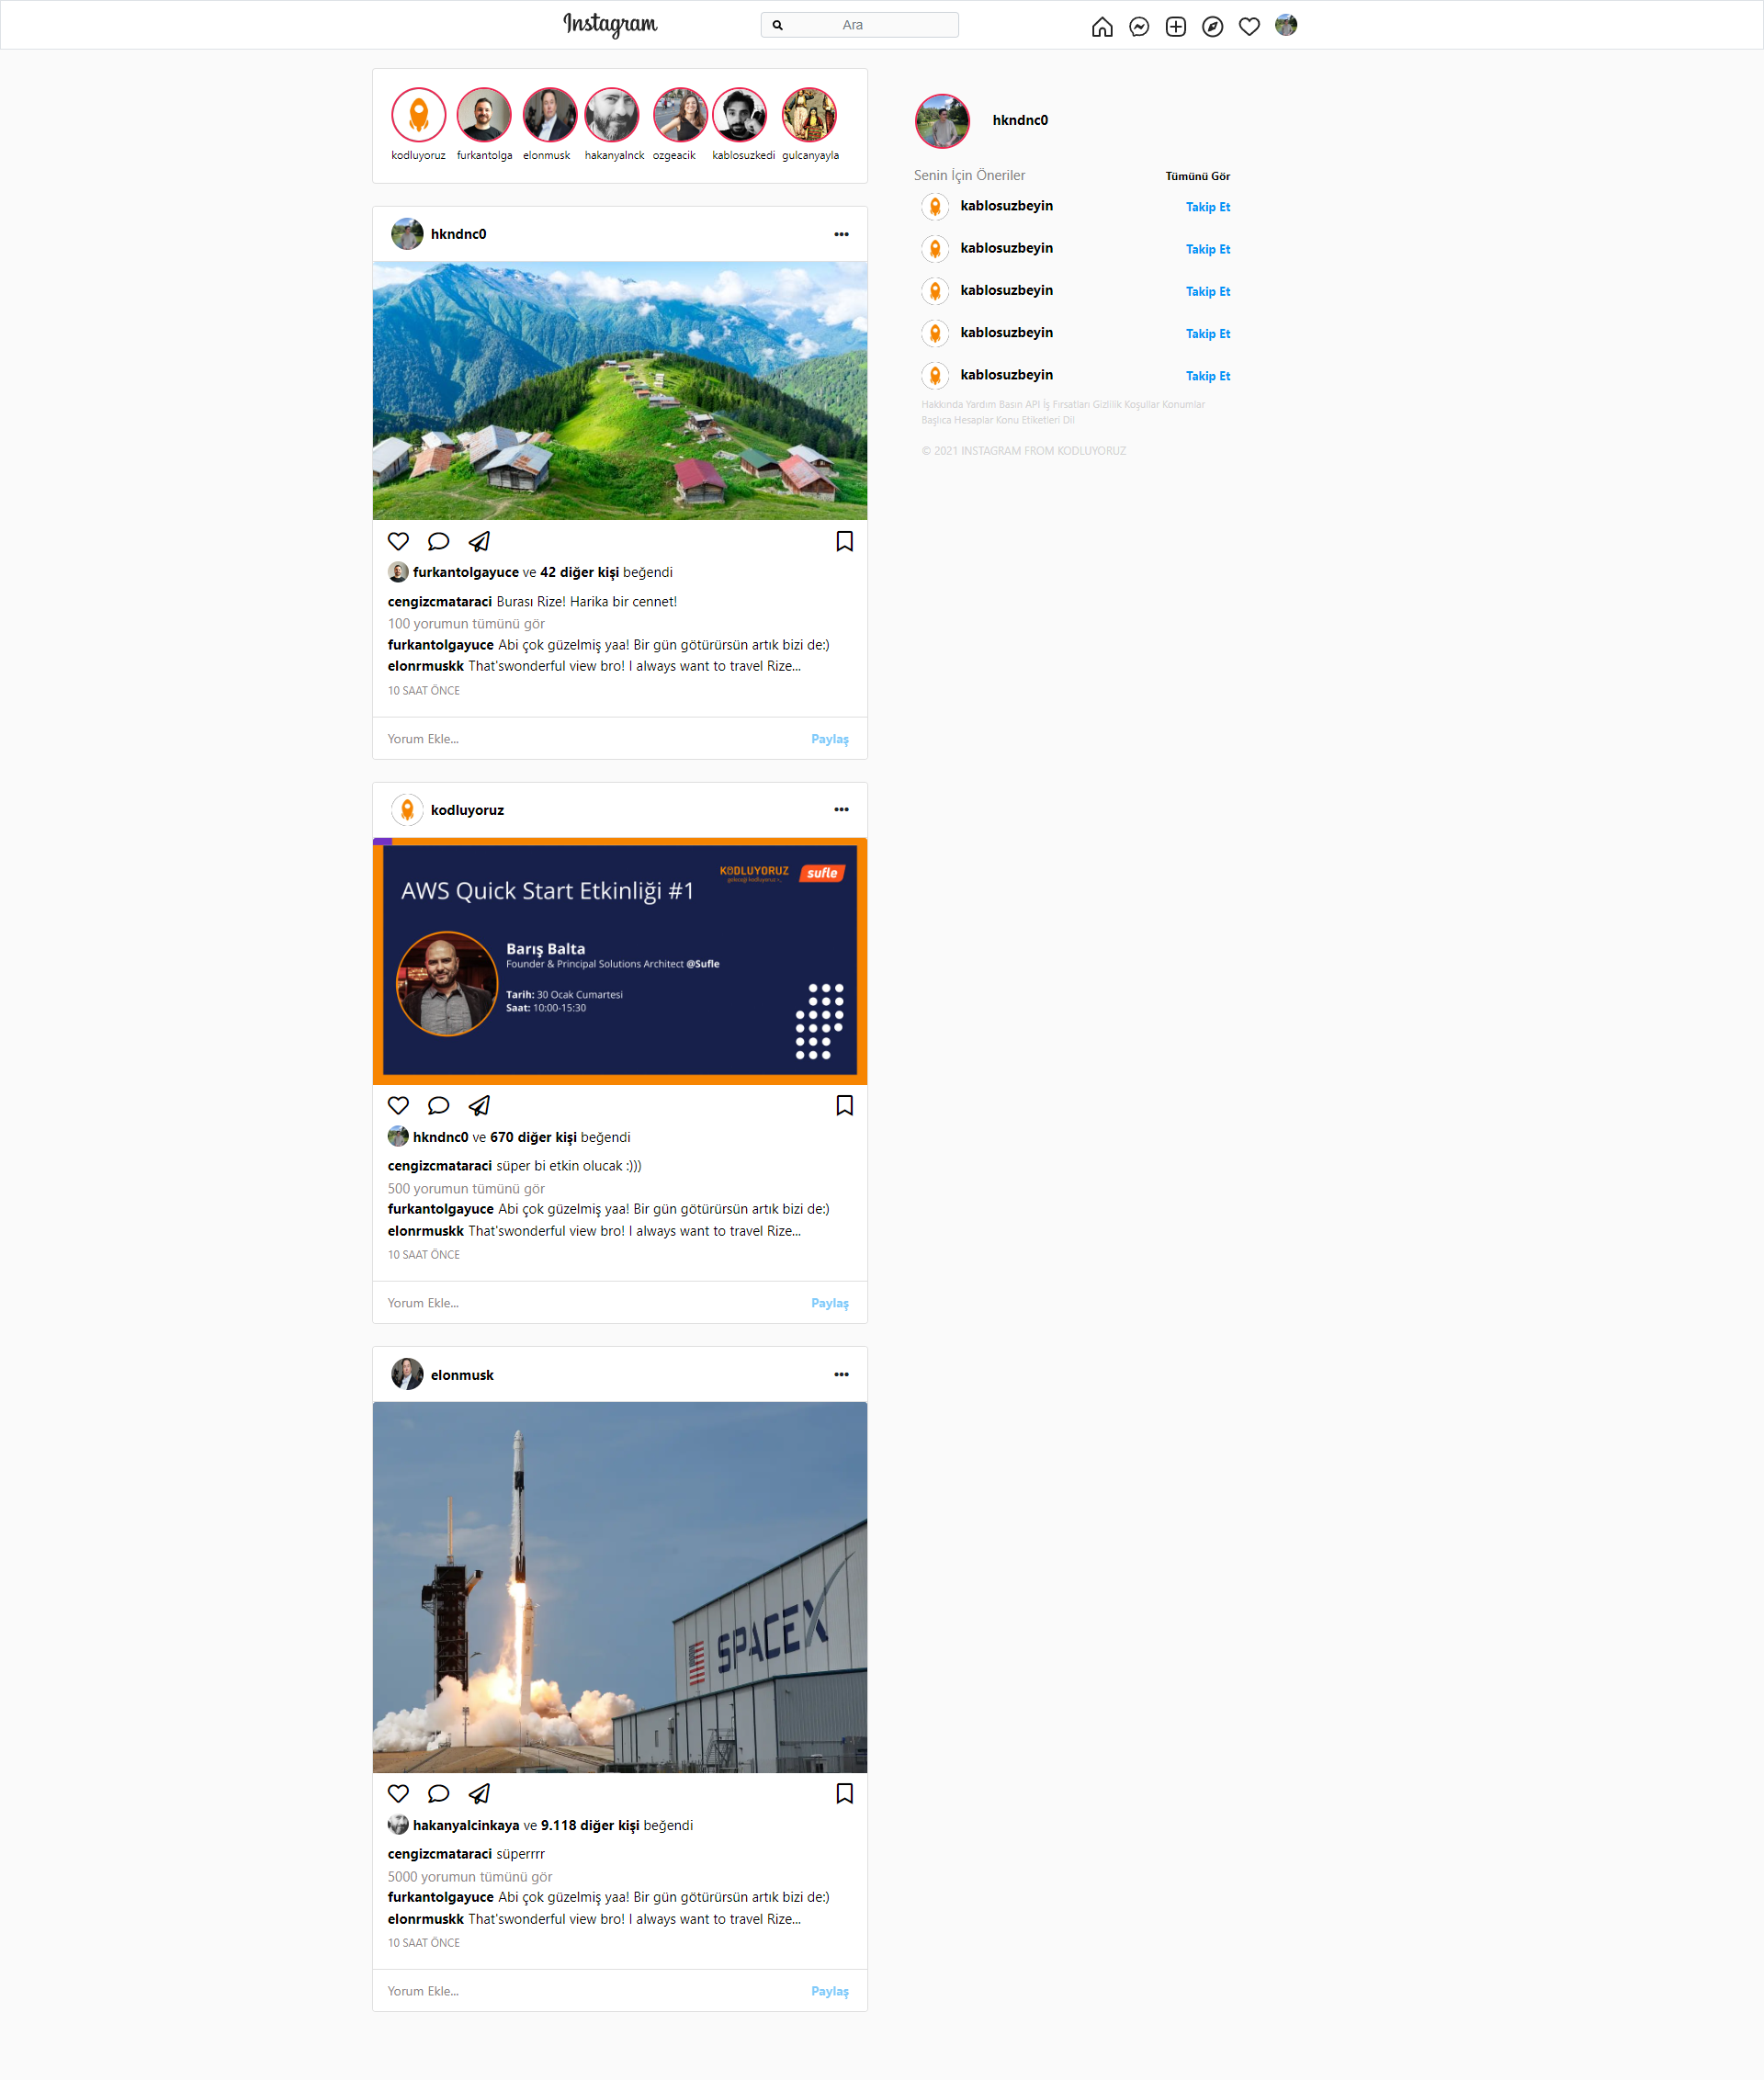 Instagram
Ara
kodluyoruz furkantolga elonmusk hakanyalnck ozgeacik kablosuzkedi gulcanyayla
hkndnc0
Senin İçin Öneriler Tümünü Gör
kablosuzbeyin Takip Et
kablosuzbeyin Takip Et
kablosuzbeyin Takip Et
kablosuzbeyin Takip Et
kablosuzbeyin Takip Et
Hakkında Yardım Basın API İş Fırsatları Gizlilik Koşullar Konumlar
Başlıca Hesaplar Konu Etiketleri Dil
© 2021 INSTAGRAM FROM KODLUYORUZ
hkndnc0
furkantolgayuce ve 42 diğer kişi beğendi
cengizcmataraci Burası Rize! Harika bir cennet!
100 yorumun tümünü gör
furkantolgayuce Abi çok güzelmiş yaa! Bir gün götürürsün artık bizi de:)
elonrmuskk That'swonderful view bro! I always want to travel Rize...
10 SAAT ÖNCE
Yorum Ekle... Paylaş
kodluyoruz
KODLUYORUZ sufle
geleceği kodluyoruz >_
AWS Quick Start Etkinliği #1
Barış Balta
Founder & Principal Solutions Architect @Sufle
Tarih: 30 Ocak Cumartesi
Saat: 10:00-15:30
hkndnc0 ve 670 diğer kişi beğendi
cengizcmataraci süper bi etkin olucak :)))
500 yorumun tümünü gör
furkantolgayuce Abi çok güzelmiş yaa! Bir gün götürürsün artık bizi de:)
elonrmuskk That'swonderful view bro! I always want to travel Rize...
10 SAAT ÖNCE
Yorum Ekle... Paylaş
elonmusk
SPACEX
hakanyalcinkaya ve 9.118 diğer kişi beğendi
cengizcmataraci süperrrr
5000 yorumun tümünü gör
furkantolgayuce Abi çok güzelmiş yaa! Bir gün götürürsün artık bizi de:)
elonrmuskk That'swonderful view bro! I always want to travel Rize...
10 SAAT ÖNCE
Yorum Ekle... Paylaş